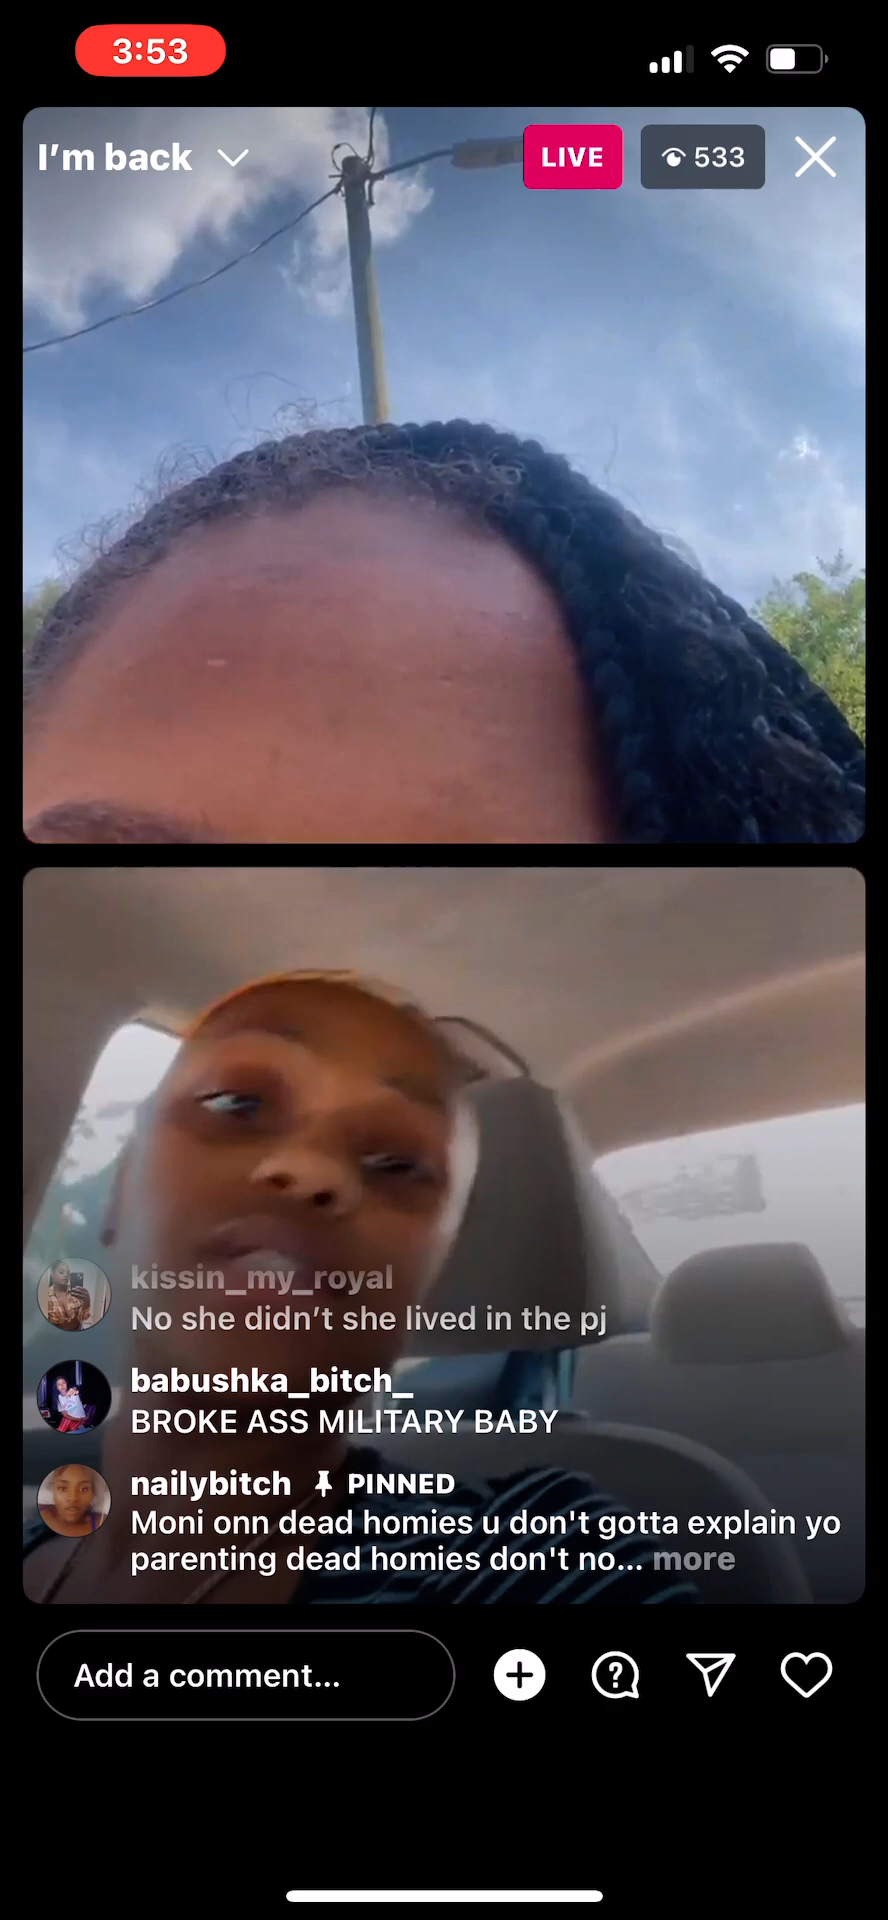 3:53
I’m back
LIVE
533
kissin_my_royal
No she didn’t she lived in the pj
babushka_bitch_
BROKE ASS MILITARY BABY
nailybitch PINNED
Moni onn dead homies u don't gotta explain yo
parenting dead homies don't no... more
Add a comment...